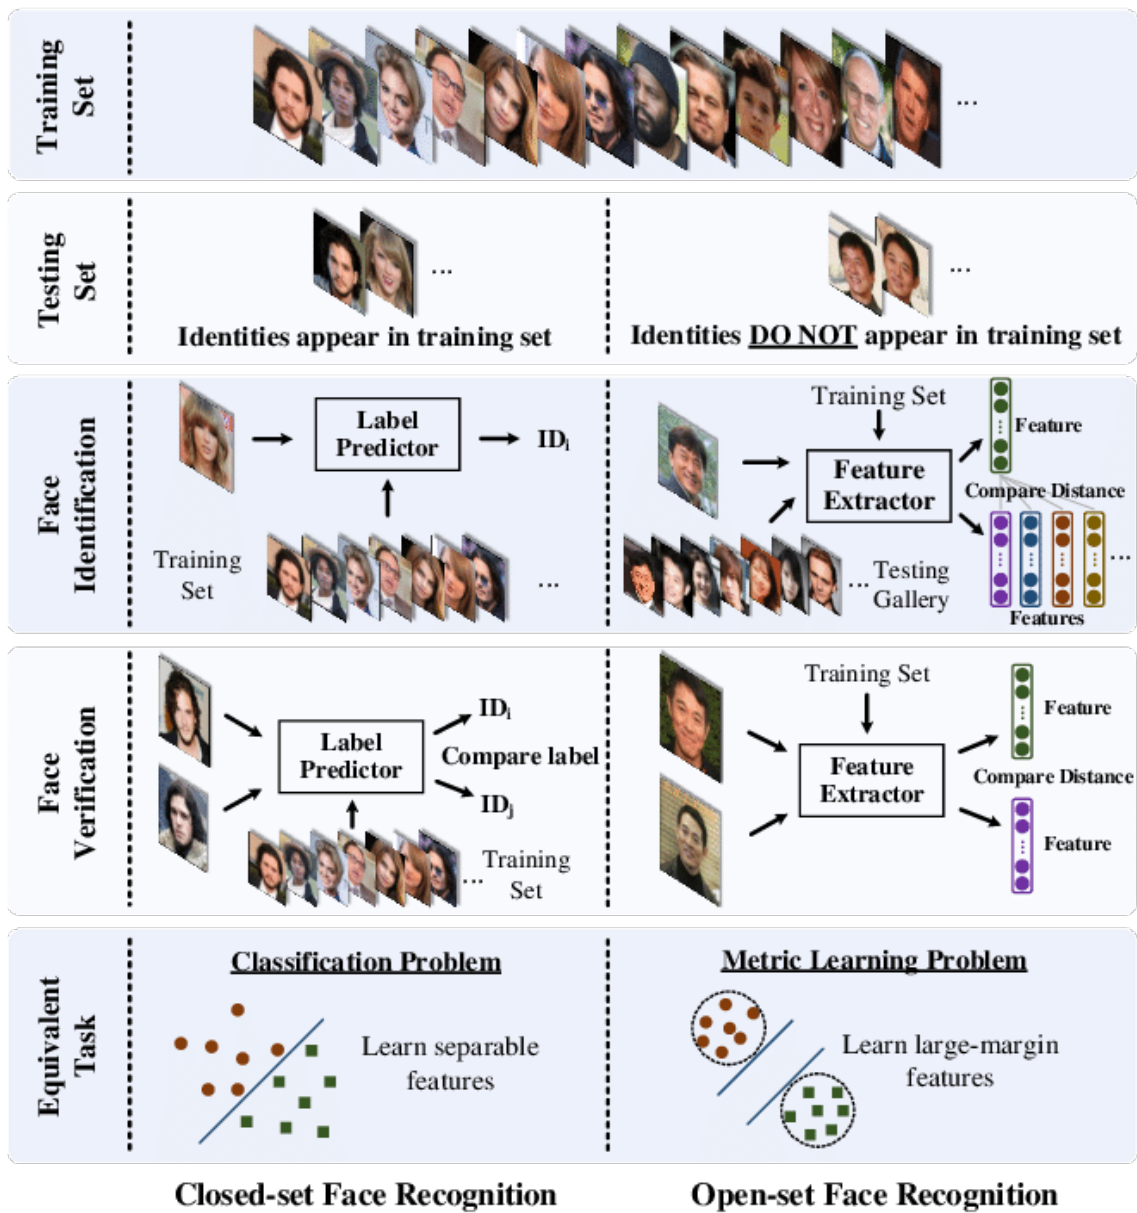 Training
Set
...
Testing
Set
...
Identities appear in training set
...
Identities DO NOT appear in training set
Face
Identification
Label
Predictor
IDi
Training
Set
...
Training Set
Feature
Extractor
Feature
Compare Distance
... Testing
Gallery
...
Features
Face
Verification
Label
Predictor
IDi
Compare label
IDj
... Training
Set
Training Set
Feature
Extractor
Feature
Compare Distance
Feature
Equivalent
Task
Classification Problem
Learn separable
features
Metric Learning Problem
Learn large-margin
features
Closed-set Face Recognition
Open-set Face Recognition